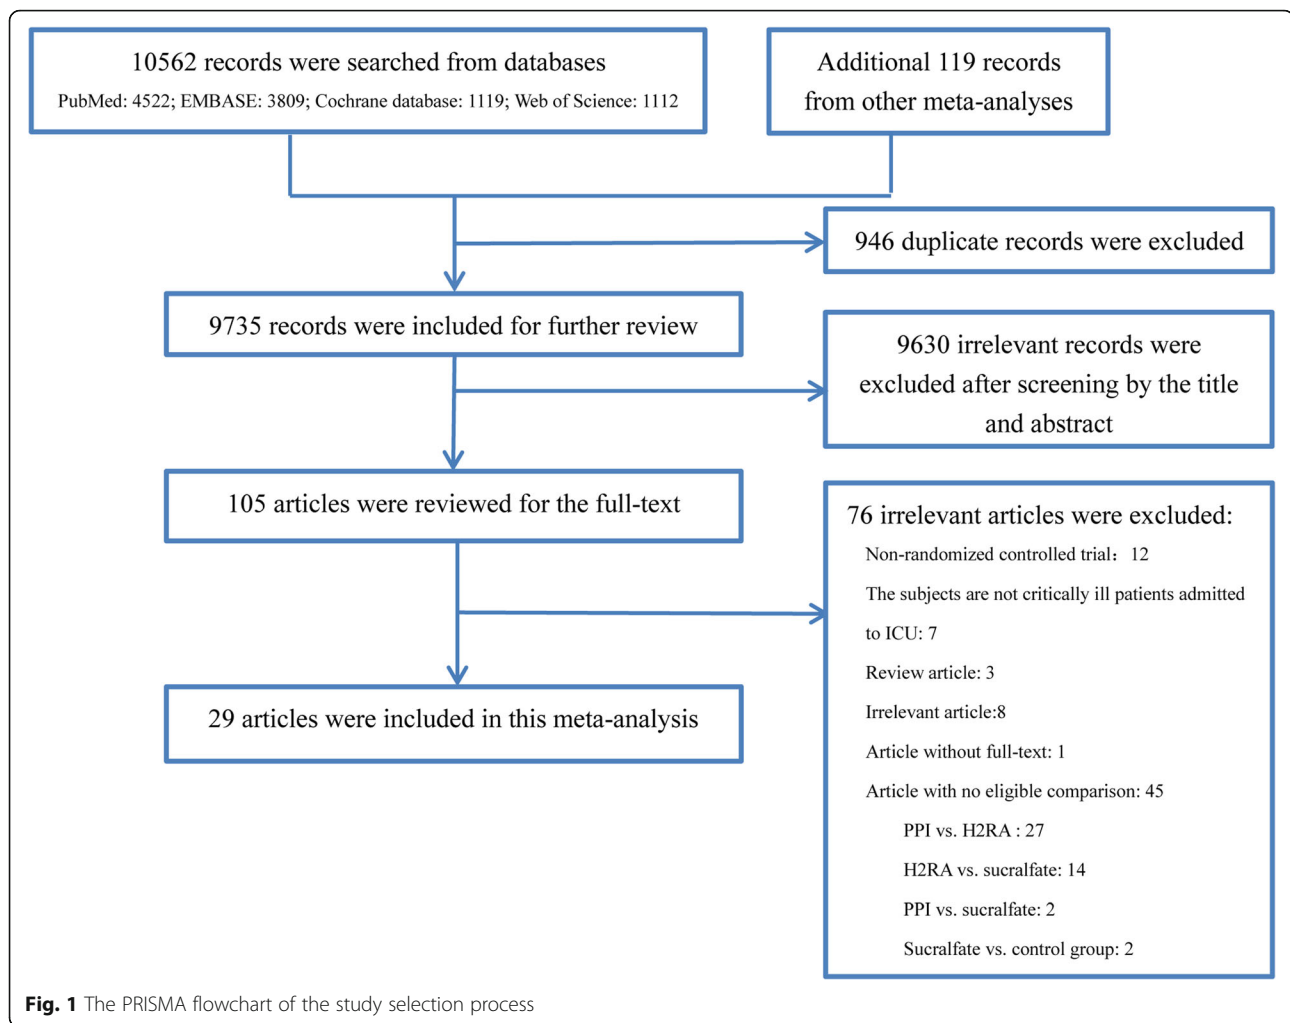 10562 records were searched from databases
PubMed: 4522; EMBASE: 3809; Cochrane database: 1119; Web of Science: 1112
Additional 119 records
from other meta-analyses
946 duplicate records were excluded
9735 records were included for further review
9630 irrelevant records were
excluded after screening by the title
and abstract
105 articles were reviewed for the full-text
76 irrelevant articles were excluded:
Non-randomized controlled trial：12
The subjects are not critically ill patients admitted
to ICU: 7
Review article: 3
Irrelevant article:8
Article without full-text: 1
Article with no eligible comparison: 45
PPI vs. H2RA : 27
H2RA vs. sucralfate: 14
PPI vs. sucralfate: 2
Sucralfate vs. control group: 2
29 articles were included in this meta-analysis
Fig. 1 The PRISMA flowchart of the study selection process